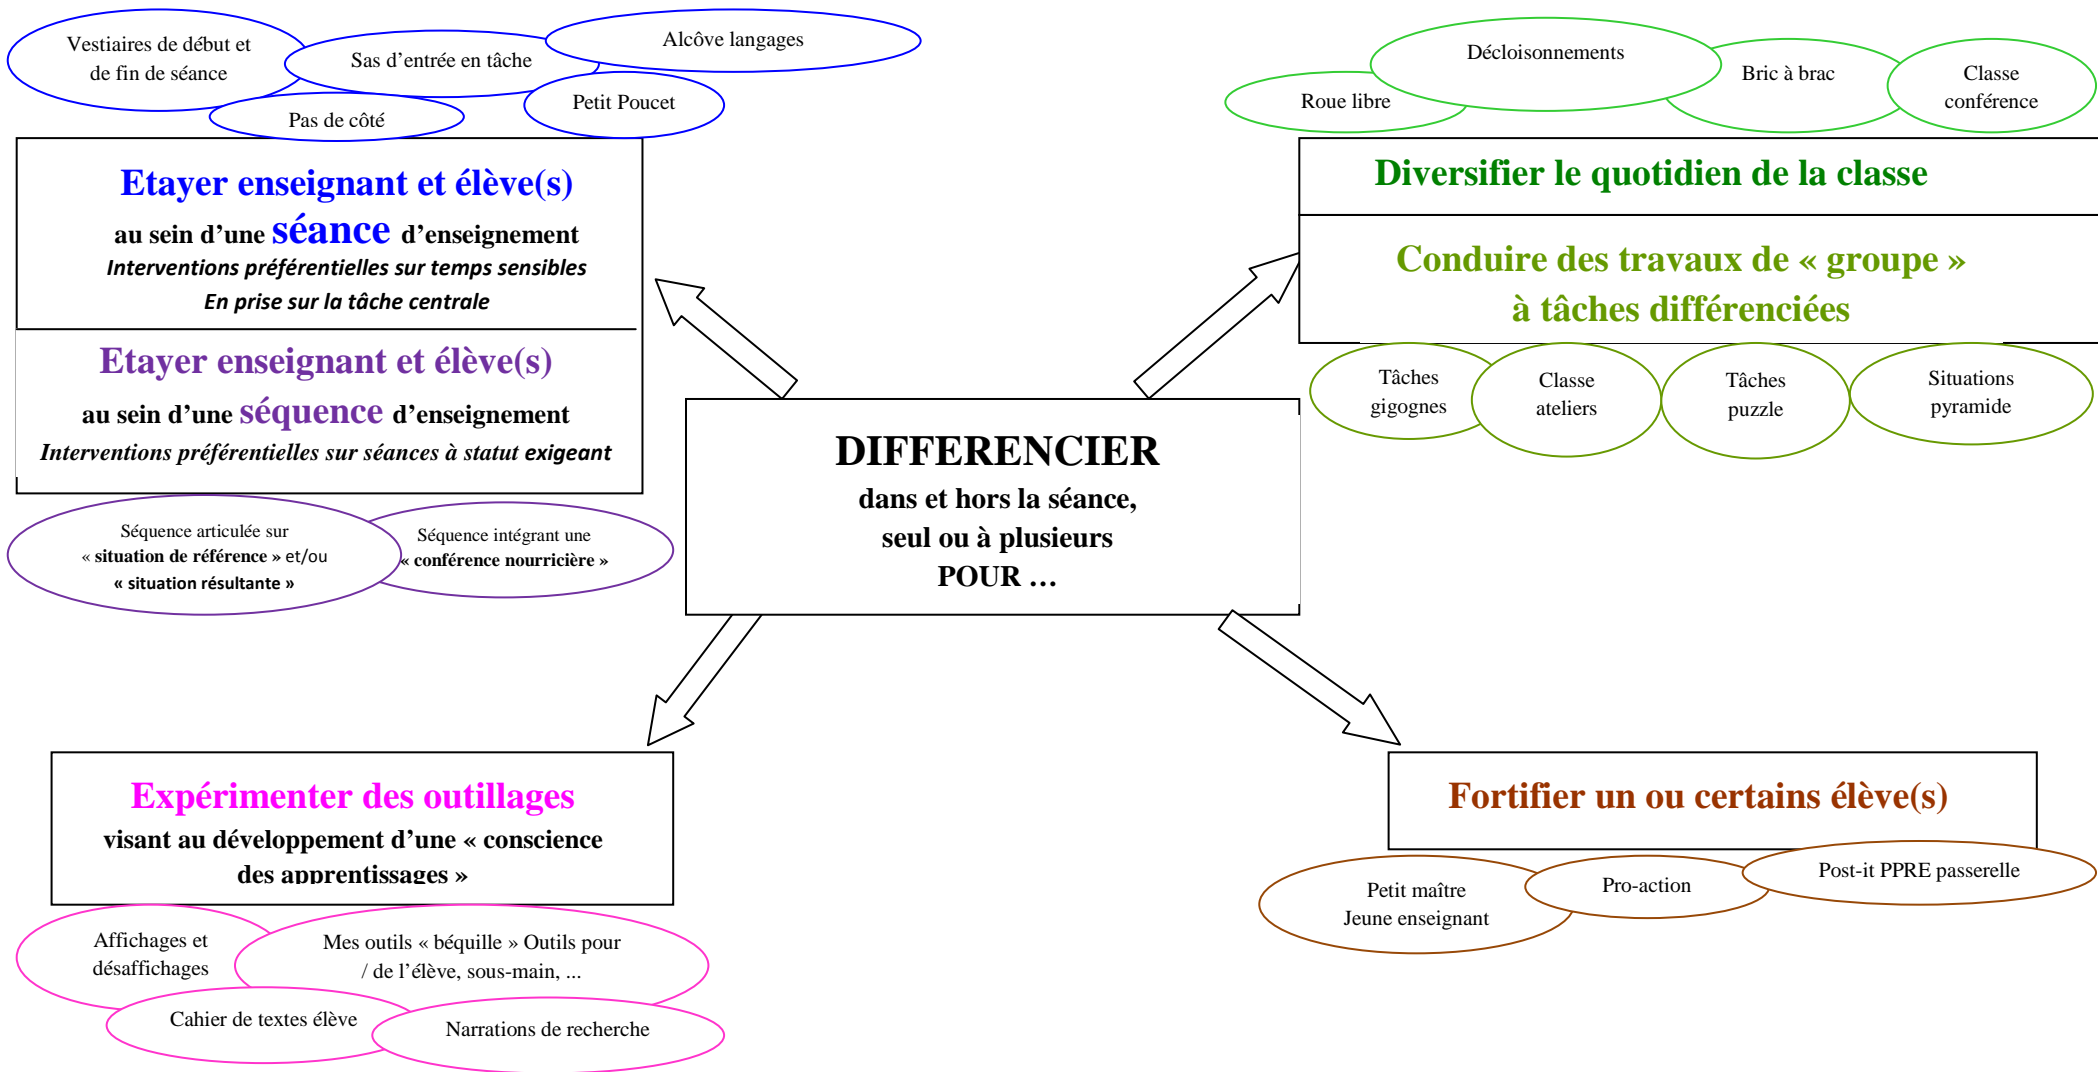 Vestiaires de début et
de fin de séance
Sas d’entrée en tâche
Alcôve langages
Pas de côté
Petit Poucet
Etayer enseignant et élève(s)
au sein d’une séance d’enseignement
Interventions préférentielles sur temps sensibles
En prise sur la tâche centrale
Etayer enseignant et élève(s)
au sein d’une séquence d’enseignement
Interventions préférentielles sur séances à statut exigeant
Séquence articulée sur
« situation de référence » et/ou
« situation résultante »
Séquence intégrant une
« conférence nourricière »
Roue libre
Décloisonnements
Bric à brac
Classe
conférence
Diversifier le quotidien de la classe
Conduire des travaux de « groupe »
à tâches différenciées
Tâches
gigognes
Classe
ateliers
Tâches
puzzle
Situations
pyramide
DIFFERENCIER
dans et hors la séance,
seul ou à plusieurs
POUR …
Expérimenter des outillages
visant au développement d’une « conscience
des apprentissages »
Affichages et
désaffichages
Mes outils « béquille » Outils pour
/ de l’élève, sous-main, ...
Cahier de textes élève
Narrations de recherche
Fortifier un ou certains élève(s)
Petit maître
Jeune enseignant
Pro-action
Post-it PPRE passerelle